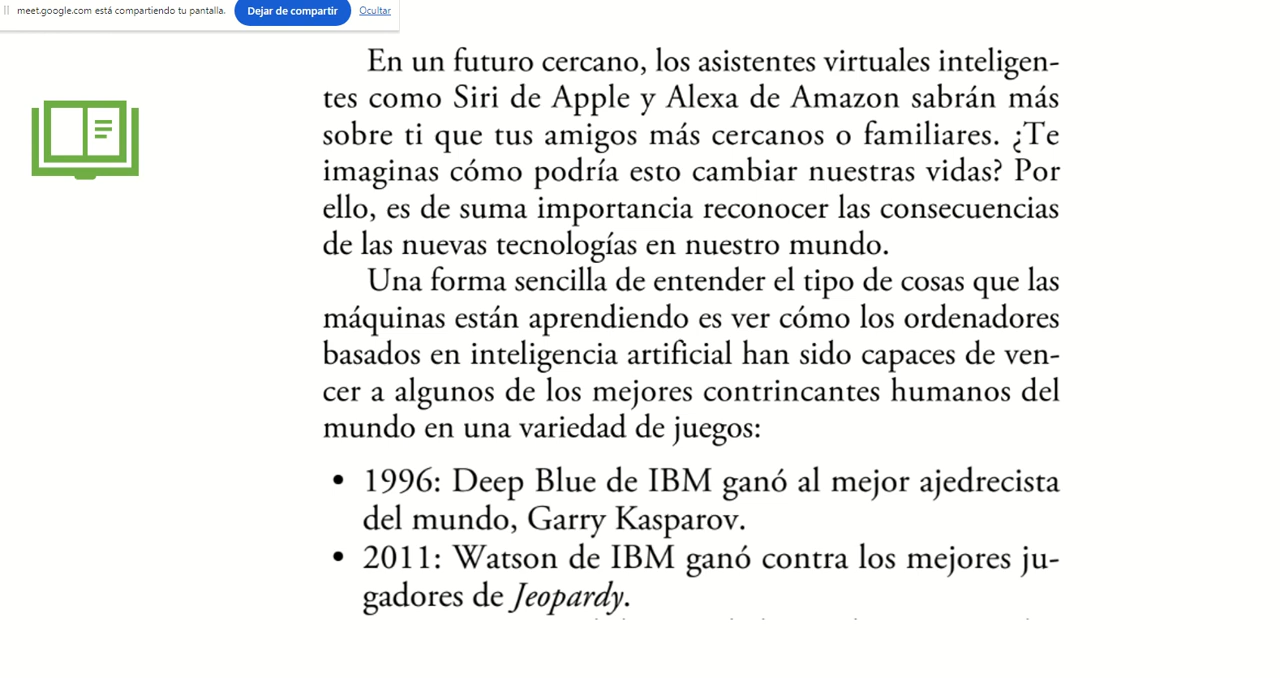 meet.google.com está compartiendo tu pantalla. Dejar de compartir Ocultar
En un futuro cercano, los asistentes virtuales inteligen-
tes como Siri de Apple y Alexa de Amazon sabrán más
sobre ti que tus amigos más cercanos o familiares. ¿Te
imaginas cómo podría esto cambiar nuestras vidas? Por
ello, es de suma importancia reconocer las consecuencias
de las nuevas tecnologías en nuestro mundo.
Una forma sencilla de entender el tipo de cosas que las
máquinas están aprendiendo es ver cómo los ordenadores
basados en inteligencia artificial han sido capaces de ven-
cer a algunos de los mejores contrincantes humanos del
mundo en una variedad de juegos:
• 1996: Deep Blue de IBM ganó al mejor ajedrecista
del mundo, Garry Kasparov.
• 2011: Watson de IBM ganó contra los mejores ju-
gadores de Jeopardy.